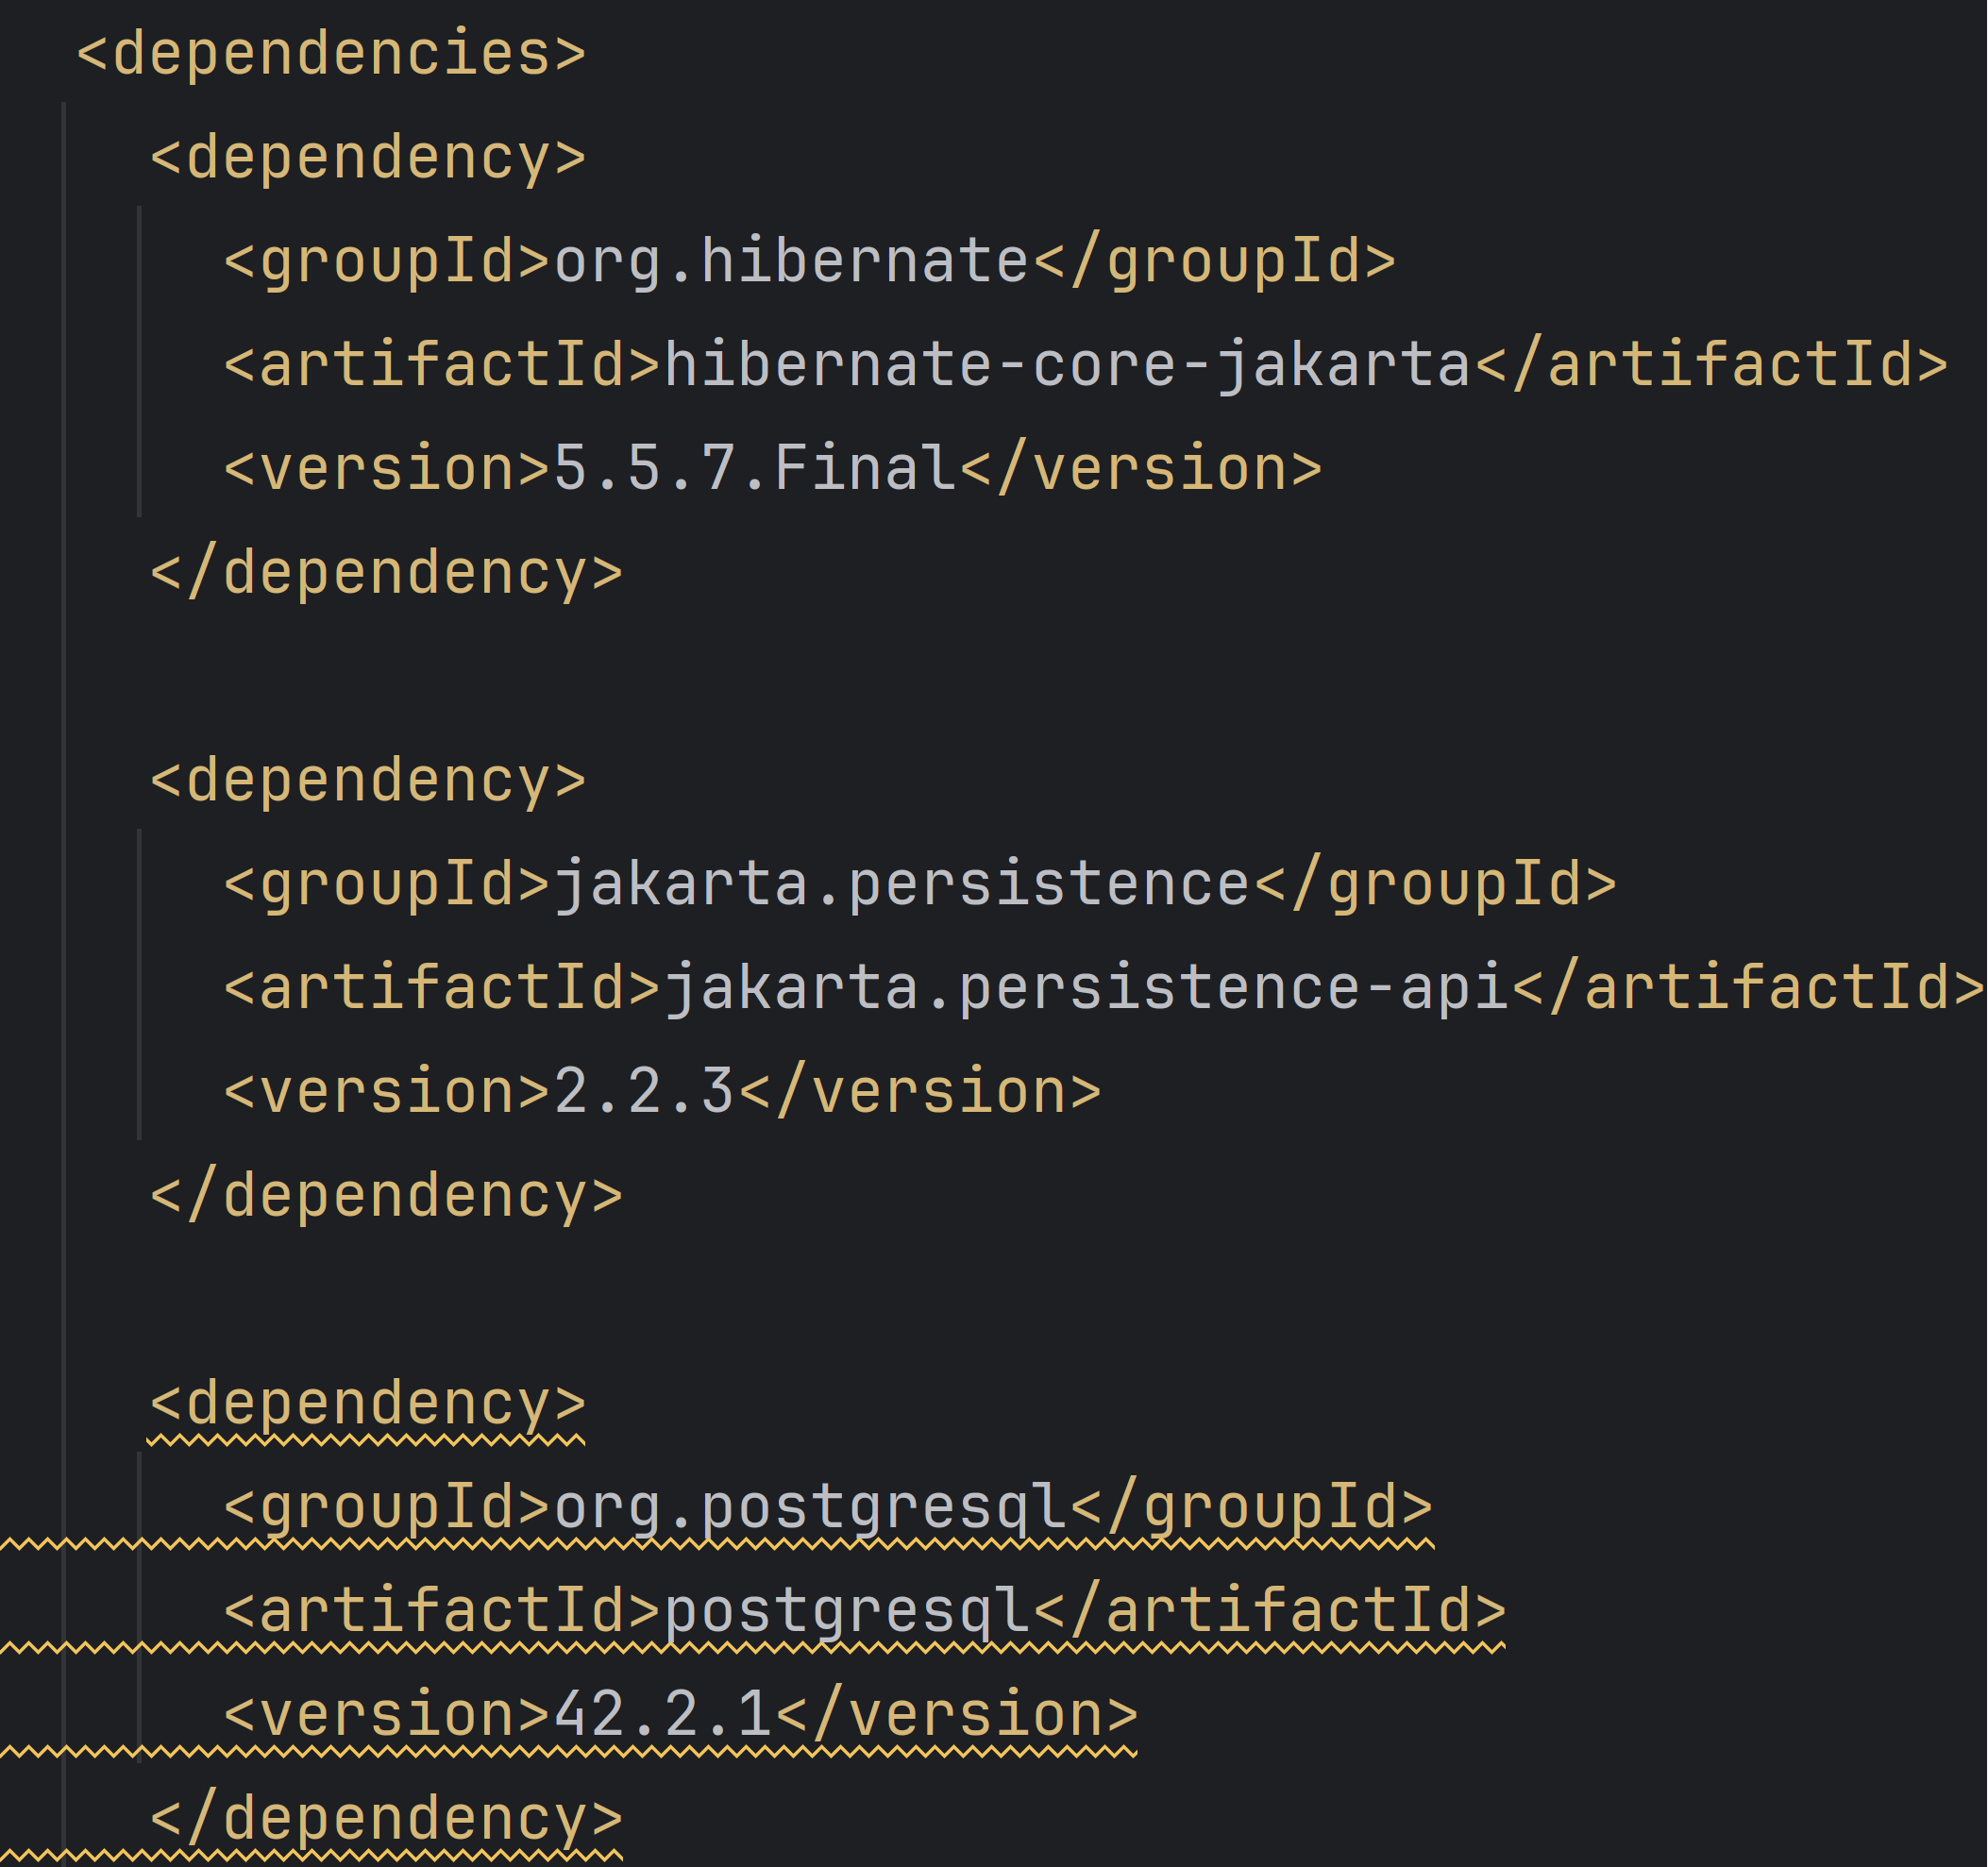 <dependencies>
<dependency>
<groupId>org.hibernate</groupId>
<artifactId>hibernate-core-jakarta</artifactId>
<version>5.5.7.Final</version>
</dependency>
<dependency>
<groupId>jakarta.persistence</groupId>
<artifactId>jakarta.persistence-api</artifactId>
<version>2.2.3</version>
</dependency>
<dependency>
<groupId>org.postgresql</groupId>
<artifactId>postgresql</artifactId>
<version>42.2.1</version>
</dependency>